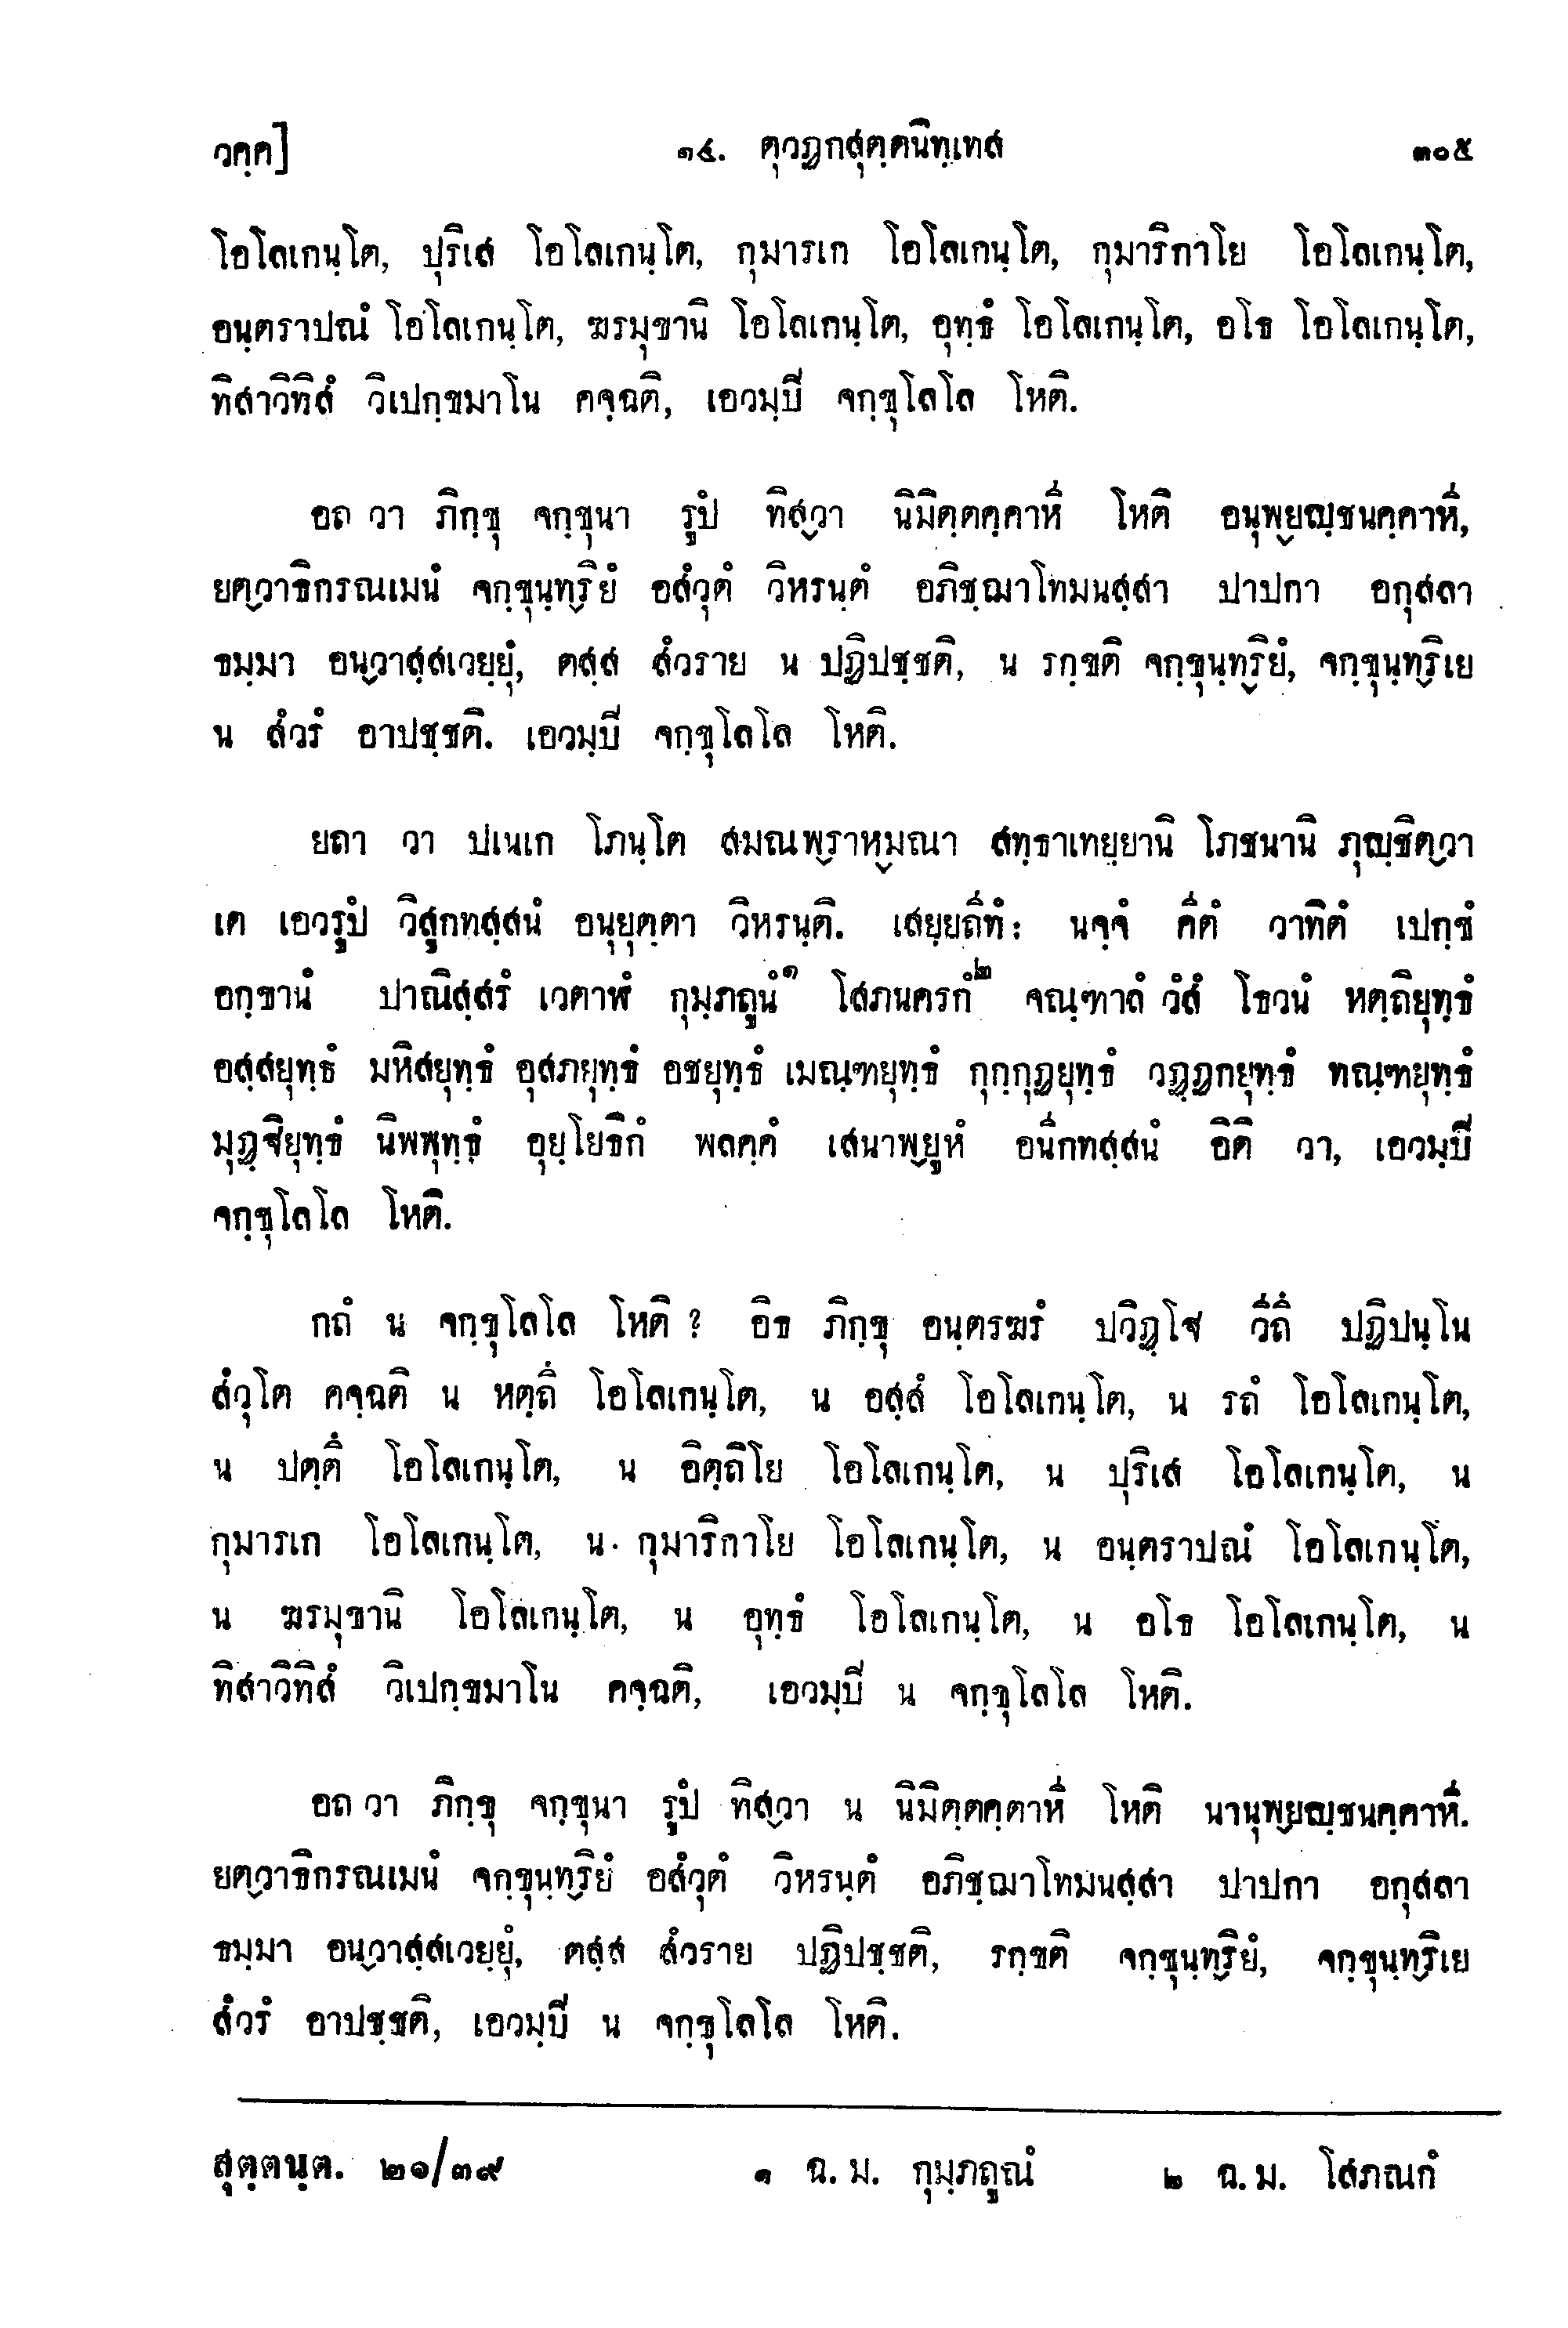 วคฺค]	๑๔. ตุวฏกสุตฺตนิทฺเทส	๓๐๕
โอโลเกนฺโต, ปุริเส โอโลเกนฺโต, กุมารเก โอโลเกนฺโต, กุมาริกาโย โอโลเกนฺโต,
อนฺตราปณํ โอโลเกนฺโต, ฆรมุขานิ โอโลเกนฺโต, อุทฺธํ โอโลเกนฺโต, อโธ โอโลเกนฺโต,
ทิสาวิทิสํ วิเปกฺขมาโน คจฺฉติ, เอวมฺปิ จกฺขุโลโล โหติ.
อถ วา ภิกฺขุ จกฺขุนา รูปํ ทิสฺวา นิมิตฺตคฺคาหี โหติ อนุพฺยญฺชนคฺคาหี,
ยตฺวาธิกรณเมนํ จกฺขุนฺทฺริยํ อสํวุตํ วิหรนฺตํ อภิชฺฌาโทมนสฺสา ปาปกา อกุสลา
ธมฺมา อนฺวาสฺสเวยฺยุํ, ตสฺส สํวราย น ปฏิปชฺชติ, น รกฺขติ จกฺขุนฺทฺริยํ, จกฺขุนฺทฺริเย
น สํวรํ อาปชฺชติ. เอวมฺปิ จกฺขุโลโล โหติ.
ยถา วา ปเนเก โภนฺโต สมณพฺราหฺมณา สทฺธาเทยฺยานิ โภชนานิ ภุญฺชิตฺวา
เต เอวรูปํ วิสูกทสฺสนํ อนุยุตฺตา วิหรนฺติ. เสยฺยถีทํ: นจฺจํ คีตํ วาทิตํ เปกฺขํ
อกฺขานํ ปาณิสฺสรํ เวตาฬํ กุมฺภถูนํ๑ โสภนครกํ๒ จณฺฑาลํ วํสํ โธวนํ หตฺถิยุทฺธํ
อสฺสยุทฺธํ มหิสยุทฺธํ อุสภยุทฺธํ อชยุทฺธํ เมณฺฑยุทฺธํ กุกฺกุฏยุทฺธํ วฏฺฏกยุทฺธํ ทณฺฑยุทฺธํ
มุฏฺฐิยุทฺธํ นิพพุทฺธํ อุยฺโยธิกํ พลคฺคํ เสนาพฺยูหํ อนีกทสฺสนํ อิติ วา, เอวมฺปิ
จกฺขุโลโล โหติ.
กถํ น จกฺขุโลโล โหติ ? อิธ ภิกฺขุ อนฺตรฆรํ ปวิฏฺโฐ วีถึ ปฏิปนฺโน
สํวุโต คจฺฉติ น หตฺถึ โอโลเกนฺโต, น อสฺสํ โอโลเกนฺโต, น รถํ โอโลเกนฺโต,
น ปตฺตึ โอโลเกนฺโต, น อิตฺถิโย โอโลเกนฺโต, น ปุริเส โอโลเกนฺโต, น
กุมารเก โอโลเกนฺโต, น กุมาริกาโย โอโลเกนฺโต, น อนฺตราปณํ โอโลเกนฺโต,
น ฆรมุขานิ โอโลเกนฺโต, น อุทฺธํ โอโลเกนฺโต, น อโธ โอโลเกนฺโต, น
ทิสาวิทิสํ วิเปกฺขมาโน คจฺฉติ, เอวมฺปิ น จกฺขุโลโล โหติ.
อถ วา ภิกฺขุ จกฺขุนา รูปํ ทิสฺวา น นิมิตฺตคฺคาหี โหติ นานุพฺยญฺชนคฺคาหี.
ยตฺวาธิกรณเมนํ จกฺขุนฺทฺริยํ อสํวุตํ วิหรนฺตํ อภิชฺฌาโทมนสฺสา ปาปกา อกุสลา
ธมฺมา อนฺวาสฺสเวยฺยุํ, ตสฺส สํวราย ปฏิปชฺชติ, รกฺขติ จกฺขุนฺทฺริยํ, จกฺขุนฺทฺริเย
สํวรํ อาปชฺชติ, เอวมฺปิ น จกฺขุโลโล โหติ.
สุตฺตนฺต. ๒๑/๓๙	๑ ฉ. ม. กุมฺภถูณํ	๒ ฉ. ม. โสภณกํ